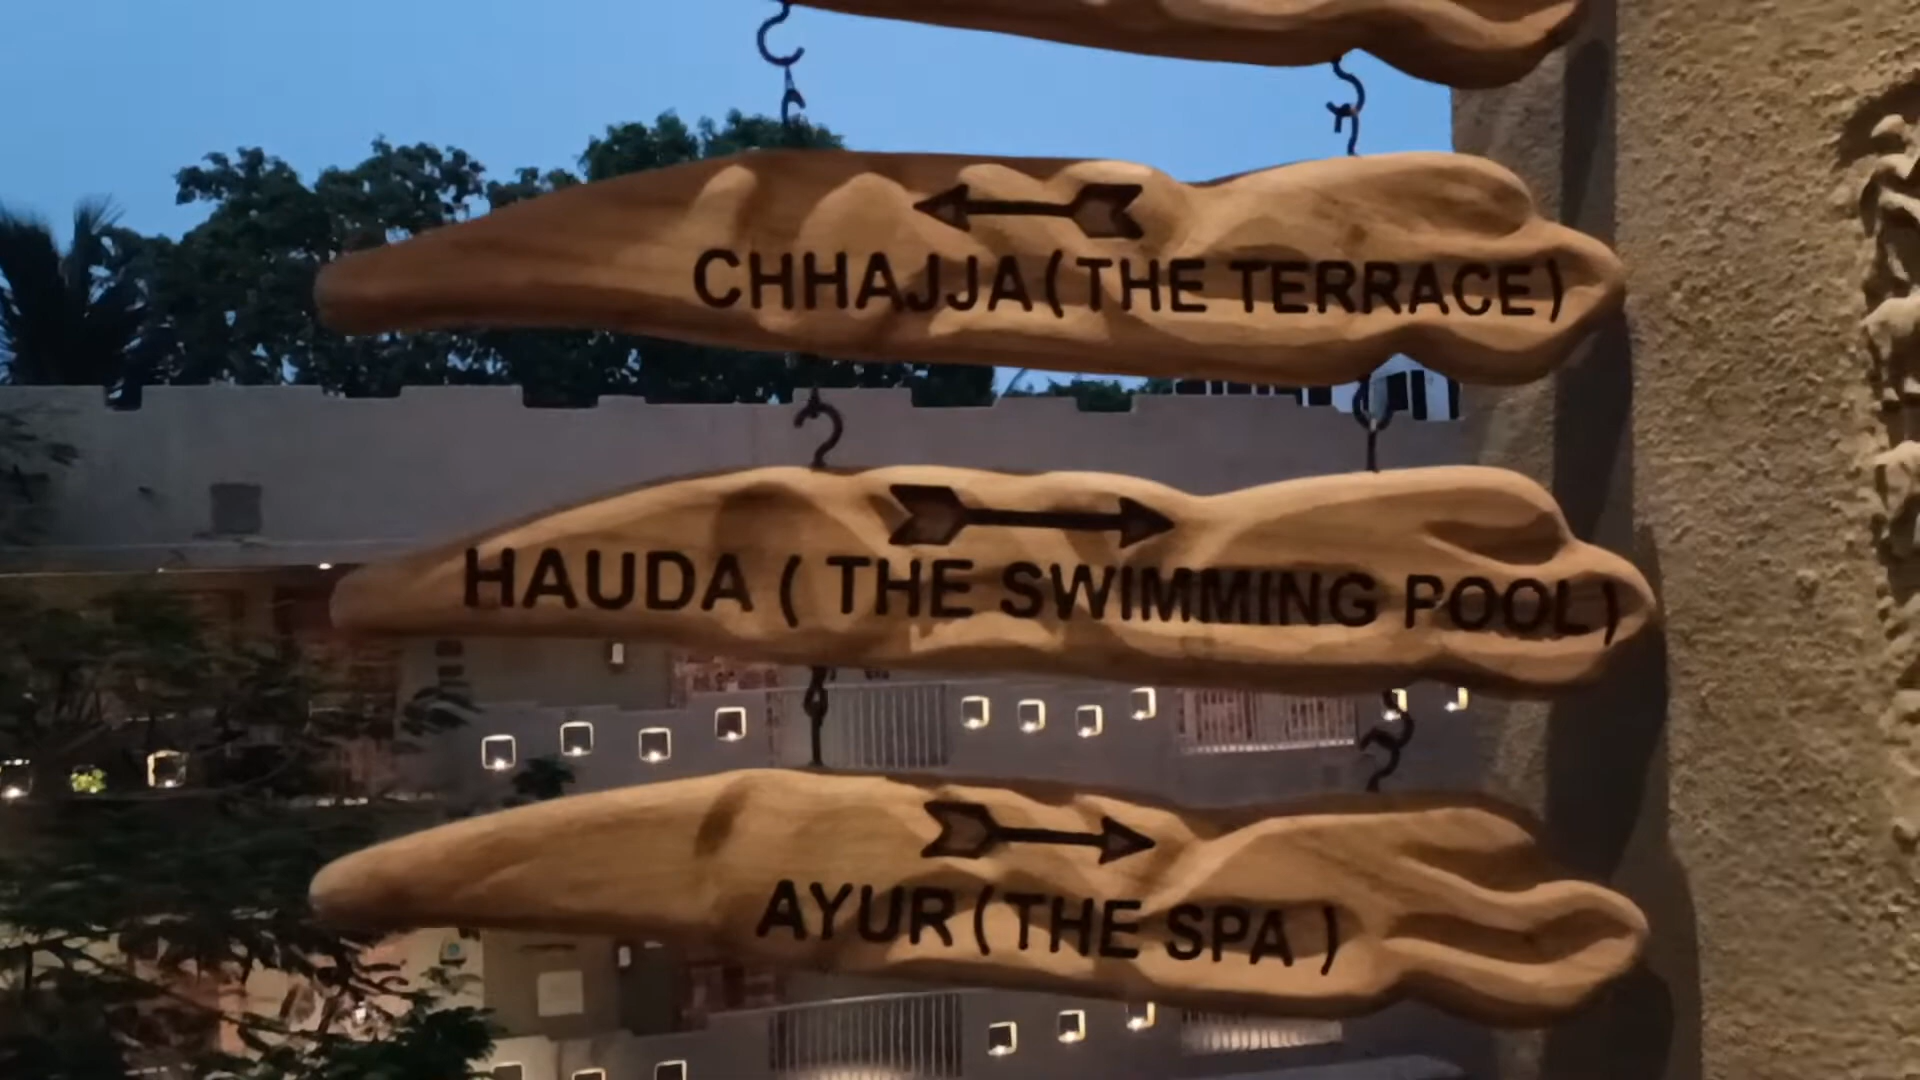 CHHAJJA (THE TERRACE)
HAUDA ( THE SWIMMING POOL)
AYUR (THE SPA )